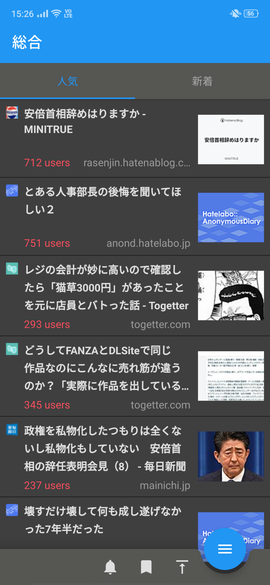 15:26
56
総合
人気
新着
安倍首相辞めはりますか -
MINITRUE
安倍首相辞めはりますか
MINITRUE
712 users
rasenjin.hatenablog.c...
とある人事部長の後悔を聞いてほ
しい２
Hatelabo::
AnonymousDiary
751 users
anond.hatelabo.jp
レジの会計が妙に高いので確認し
たら「猫草3000円」があったこと
を元に店員とバトった話 - Togetter
293 users
togetter.com
どうしてFANZAとDLSiteで同じ
作品なのにこんなに売れ筋が違う
のか？「実際に作品を出している...
345 users
togetter.com
政権を私物化したつもりは全くな
いし私物化もしていない　安倍首
相の辞任表明会見（8） - 毎日新聞
237 users
mainichi.jp
壊すだけ壊して何も成し遂げなか
った7年半だった
Hatelabo::